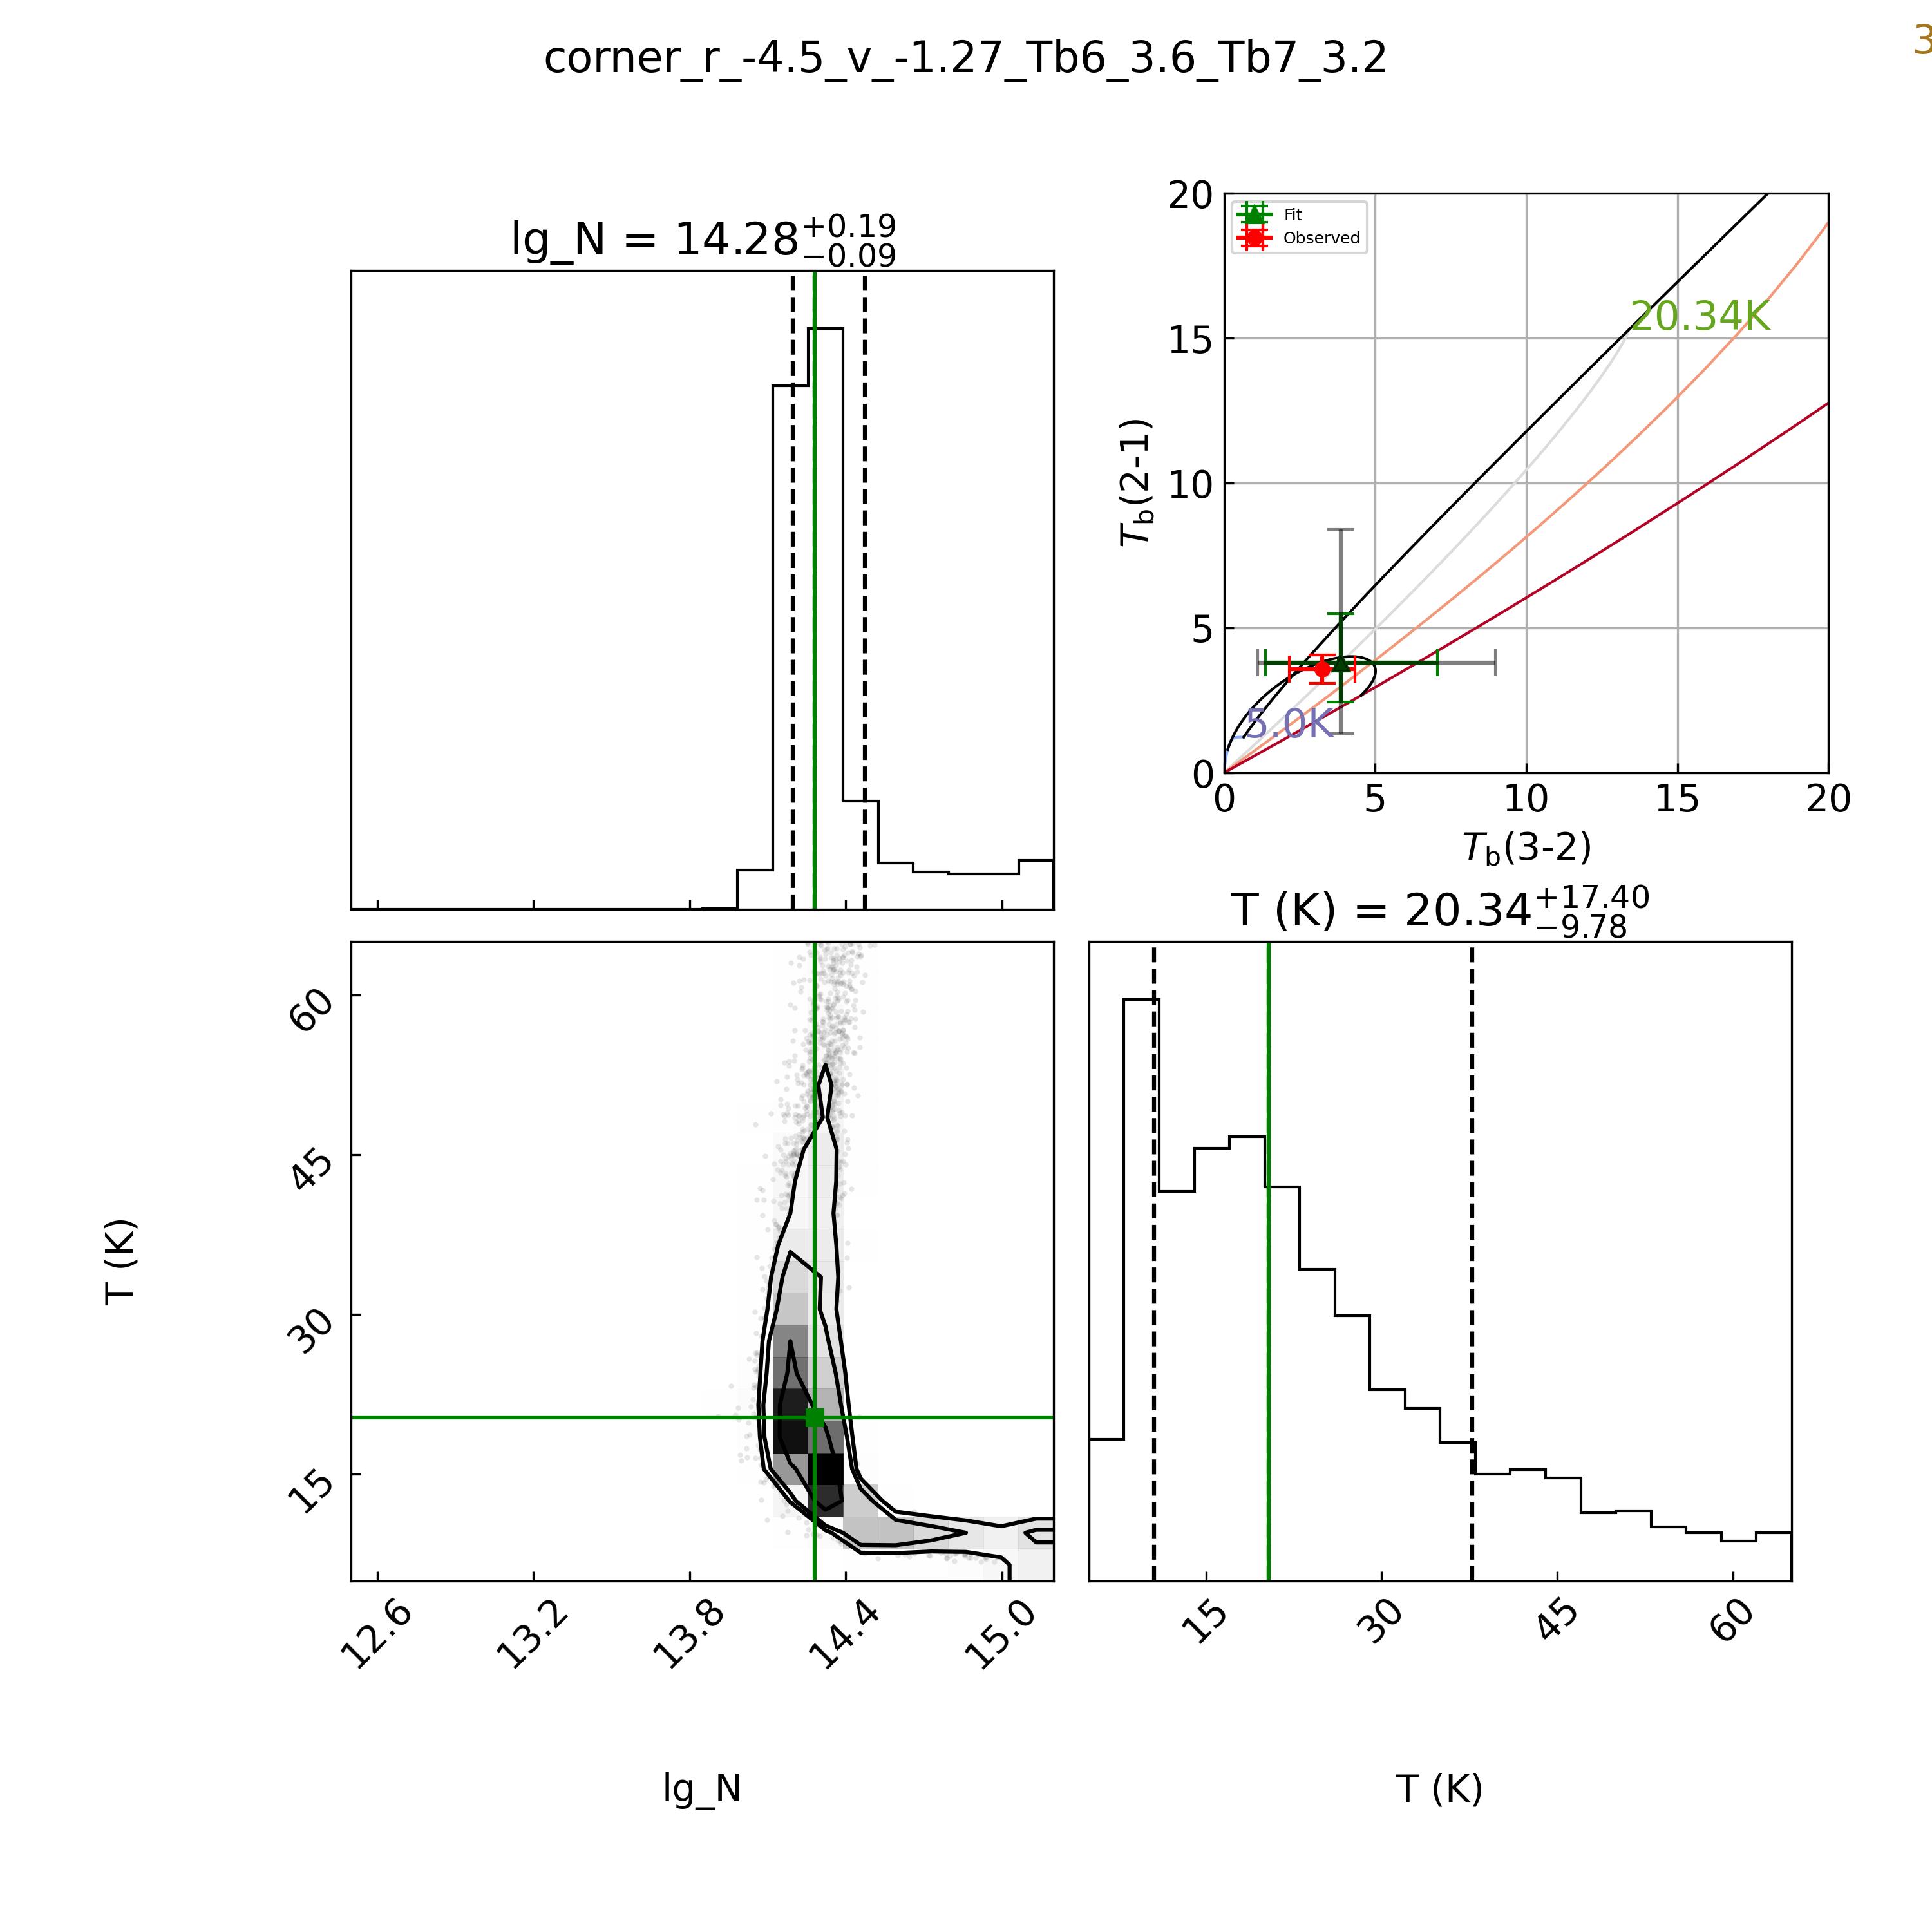 corner_r_-4.5_v_-1.27_Tb6_3.6_Tb7_3.2
3
lg_N = 14.28+0.19−0.09
20
15
10
5
0
Fit
Observed
20.34K
5.0K
Tb(2-1)
0 5 10 15 20
Tb(3-2)
T (K) = 20.34+17.40−9.78
60
45
30
15
T (K)
12.6 13.2 13.8 14.4 15.0
lg_N
15 30 45 60
T (K)